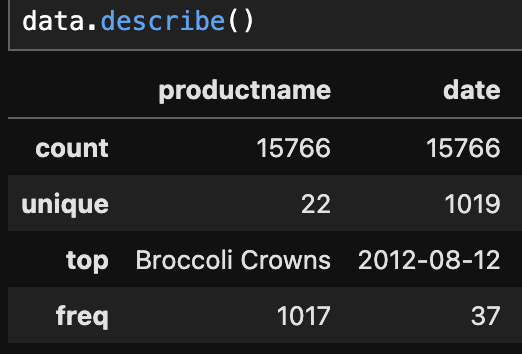 data.describe()
productname date
count 15766 15766
unique 22 1019
top Broccoli Crowns 2012-08-12
freq 1017 37